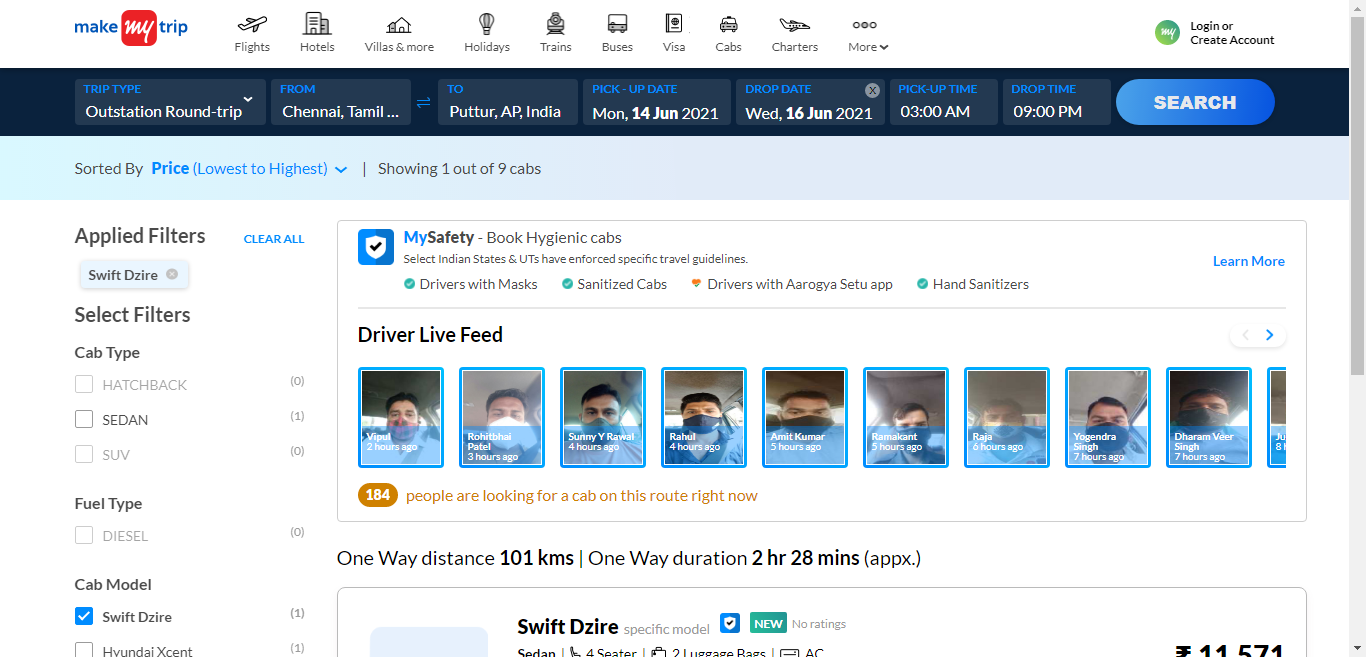 make my trip
Flights
Hotels
Villas & more
Holidays
Trains
Buses
Visa
Cabs
Charters
More
my
Login or
Create Account
TRIP TYPE
Outstation Round-trip
FROM
Chennai, Tamil ...
TO
Puttur, AP, India
PICK - UP DATE
Mon, 14 Jun 2021
DROP DATE
Wed, 16 Jun 2021
X
PICK-UP TIME
03:00 AM
DROP TIME
09:00 PM
SEARCH
Sorted By Price (Lowest to Highest) | Showing 1 out of 9 cabs
Applied Filters CLEAR ALL
Swift Dzire
Select Filters
Cab Type
HATCHBACK (0)
SEDAN (1)
SUV (0)
Fuel Type
DIESEL (0)
Cab Model
Swift Dzire (1)
Hyundai Xcent (1)
MySafety - Book Hygienic cabs
Select Indian States & UTs have enforced specific travel guidelines.
Learn More
Drivers with Masks Sanitized Cabs Drivers with Aarogya Setu app Hand Sanitizers
Driver Live Feed
Vipul
2 hours ago
Rohitbhai
Patel
3 hours ago
Sunny Y Rawal
4 hours ago
Rahul
4 hours ago
Amit Kumar
5 hours ago
Ramakant
5 hours ago
Raja
6 hours ago
Yogendra
Singh
7 hours ago
Dharam Veer
Singh
7 hours ago
Ju
8 h
184 people are looking for a cab on this route right now
One Way distance 101 kms | One Way duration 2 hr 28 mins (appx.)
Swift Dzire specific model NEW No ratings
Sedan | 4 Seater | 2 Luggage Bags | AC
₹ 11,571